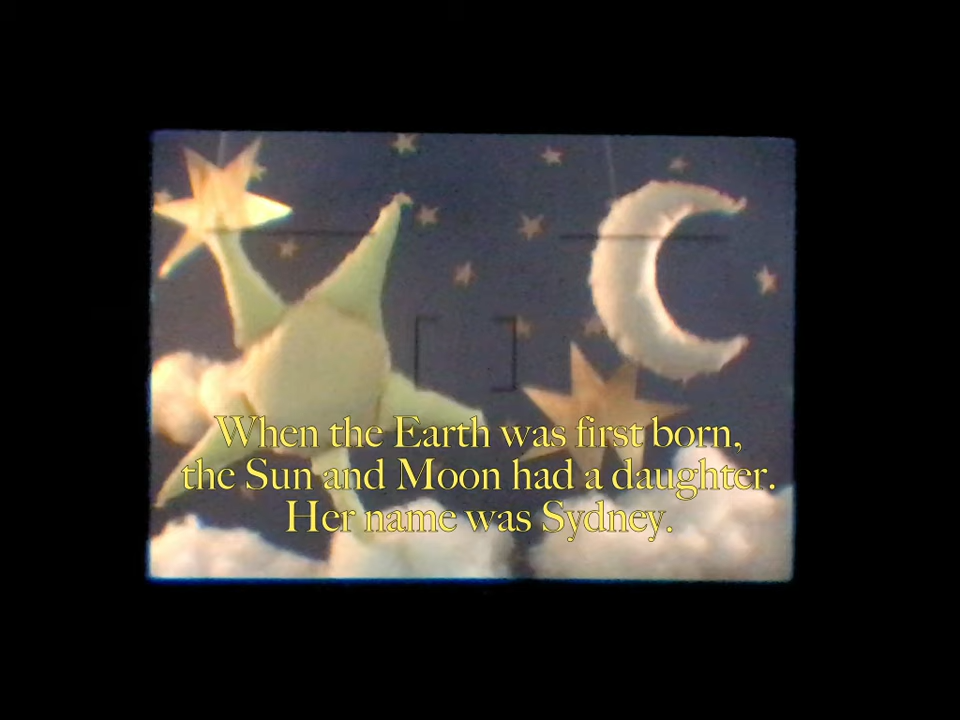 When the Earth was first born,
the Sun and Moon had a daughter.
Her name was Sydney.